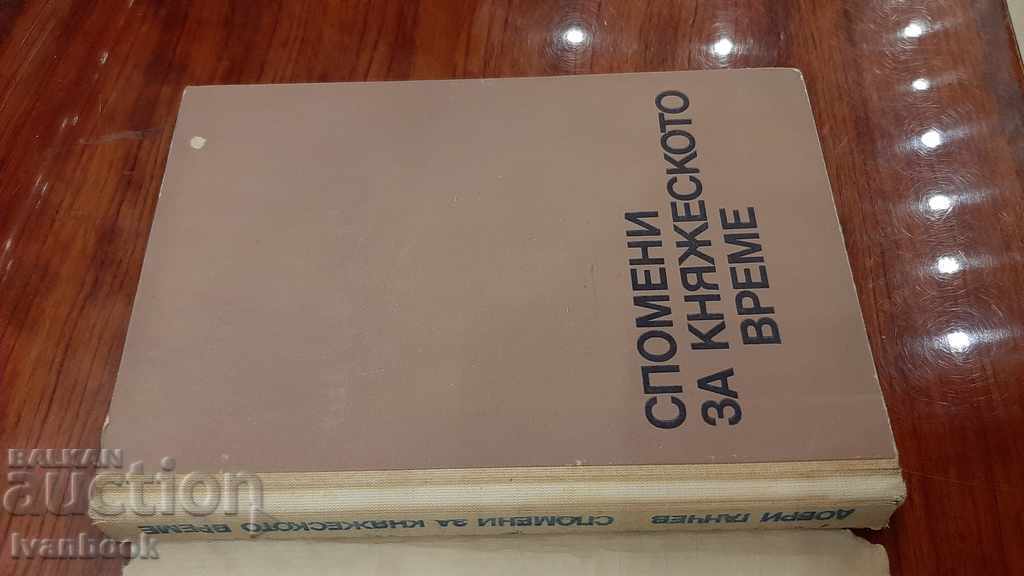 СПОМЕНИ
ЗА КНЯЖЕСКОТО
ВРЕМЕ
ДОБРИ ГАНЧЕВ СПОМЕНИ ЗА КНЯЖЕСКОТО ВРЕМЕ
BALKAN
auction
Ivanbook